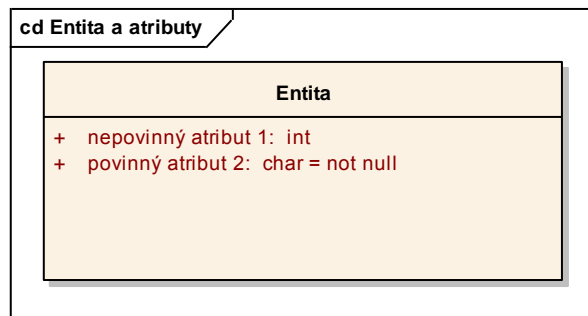 cd Entita a atributy
Entita
+ nepovinný atribut 1: int
+ povinný atribut 2: char = not null